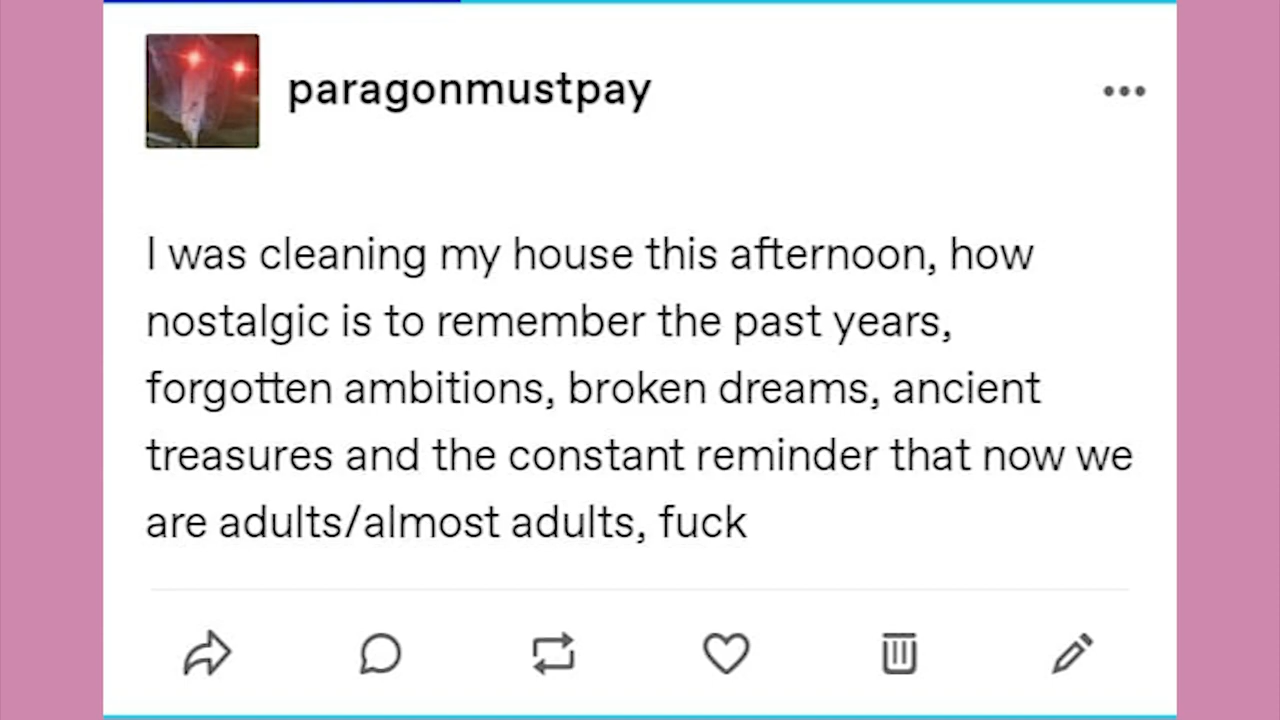 paragonmustpay
I was cleaning my house this afternoon, how
nostalgic is to remember the past years,
forgotten ambitions, broken dreams, ancient
treasures and the constant reminder that now we
are adults/almost adults, fuck